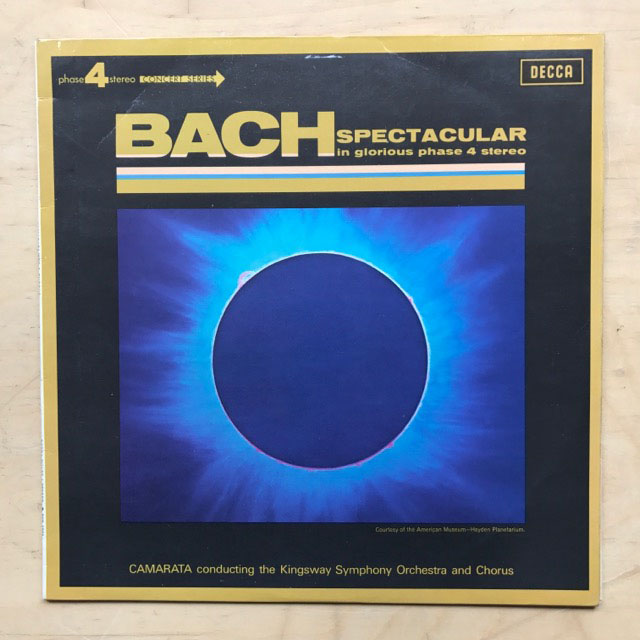 phase 4 stereo CONCERT SERIES
DECCA
BACH SPECTACULAR
in glorious phase 4 stereo
Courtesy of the American Museum—Hayden Planetarium.
CAMARATA conducting the Kingsway Symphony Orchestra and Chorus